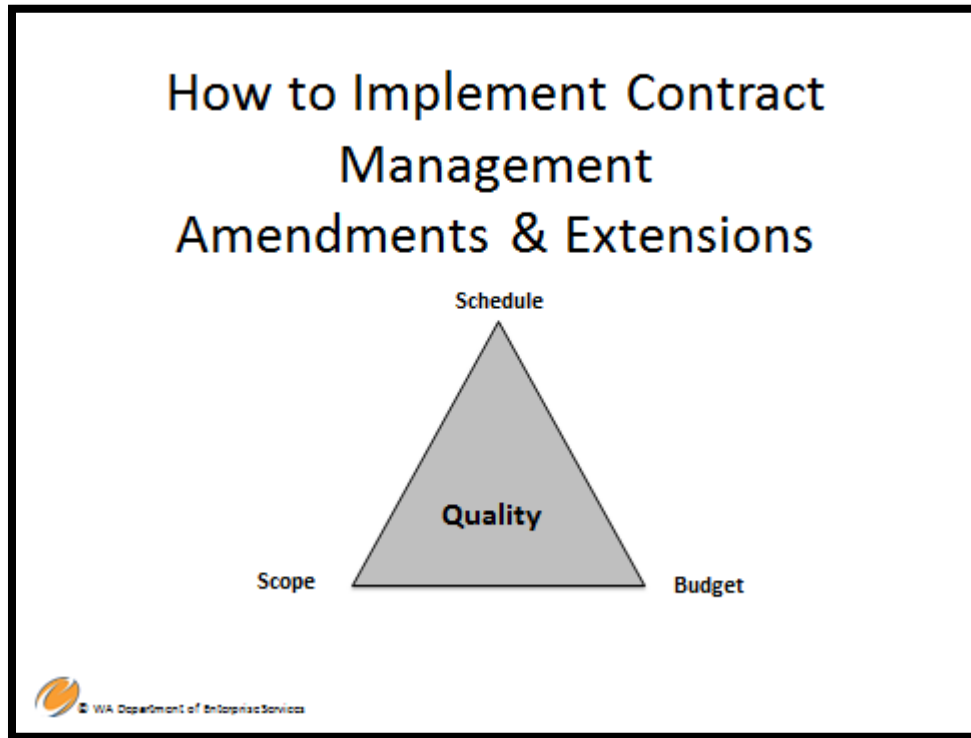 How to Implement Contract
Management
Amendments & Extensions
Schedule
Quality
Scope
Budget
© WA Department of Enterprise Services